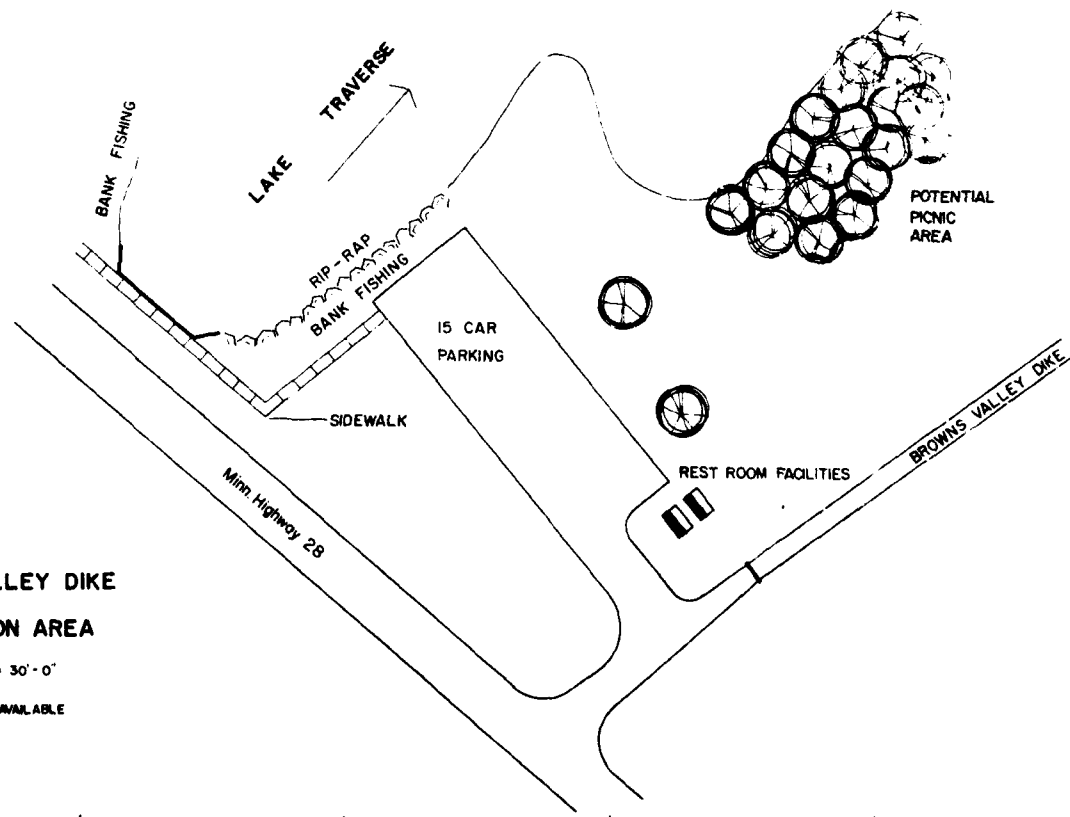 BANK FISHING
LAKE TRAVERSE
RIP-RAP
BANK FISHING
15 CAR
PARKING
POTENTIAL
PICNIC
AREA
SIDEWALK
BROWNS VALLEY DIKE
REST ROOM FACILITIES
Minn. Highway 28
LLEY DIKE
ON AREA
30'-0"
AVAILABLE